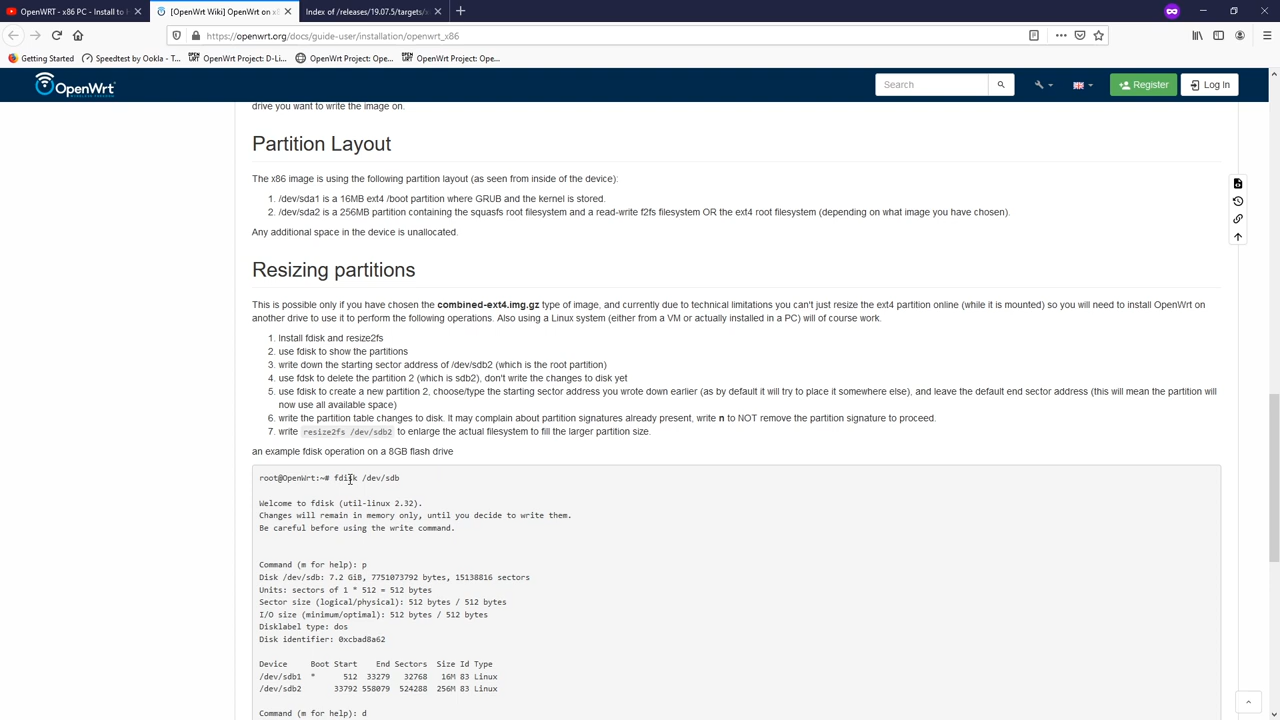 OpenWRT - x86 PC - Install to H
[OpenWrt Wiki] OpenWrt on x
Index of /releases/19.07.5/targets/x
https://openwrt.org/docs/guide-user/installation/openwrt_x86
Getting Started
Speedtest by Ookla - T...
OpenWrt Project: D-Li...
OpenWrt Project: Ope...
OpenWrt Project: Ope...
OpenWrt
WIRELESS FREEDOM
Search
Register
Log In
drive you want to write the image on.
Partition Layout
The x86 image is using the following partition layout (as seen from inside of the device):
1. /dev/sda1 is a 16MB ext4 /boot partition where GRUB and the kernel is stored.
2. /dev/sda2 is a 256MB partition containing the squasfs root filesystem and a read-write f2fs filesystem OR the ext4 root filesystem (depending on what image you have chosen).
Any additional space in the device is unallocated.
Resizing partitions
This is possible only if you have chosen the combined-ext4.img.gz type of image, and currently due to technical limitations you can't just resize the ext4 partition online (while it is mounted) so you will need to install OpenWrt on
another drive to use it to perform the following operations. Also using a Linux system (either from a VM or actually installed in a PC) will of course work.
1. Install fdisk and resize2fs
2. use fdisk to show the partitions
3. write down the starting sector address of /dev/sdb2 (which is the root partition)
4. use fdsk to delete the partition 2 (which is sdb2), don't write the changes to disk yet
5. use fdisk to create a new partition 2, choose/type the starting sector address you wrote down earlier (as by default it will try to place it somewhere else), and leave the default end sector address (this will mean the partition will
now use all available space)
6. write the partition table changes to disk. It may complain about partition signatures already present, write n to NOT remove the partition signature to proceed.
7. write resize2fs /dev/sdb2 to enlarge the actual filesystem to fill the larger partition size.
an example fdisk operation on a 8GB flash drive
root@OpenWrt:~# fdisk /dev/sdb
Welcome to fdisk (util-linux 2.32).
Changes will remain in memory only, until you decide to write them.
Be careful before using the write command.
Command (m for help): p
Disk /dev/sdb: 7.2 GiB, 7751073792 bytes, 15138816 sectors
Units: sectors of 1 * 512 = 512 bytes
Sector size (logical/physical): 512 bytes / 512 bytes
I/O size (minimum/optimal): 512 bytes / 512 bytes
Disklabel type: dos
Disk identifier: 0xcbad8a62
Device Boot Start End Sectors Size Id Type
/dev/sdb1 * 512 33279 32768 16M 83 Linux
/dev/sdb2 33792 558079 524288 256M 83 Linux
Command (m for help): d